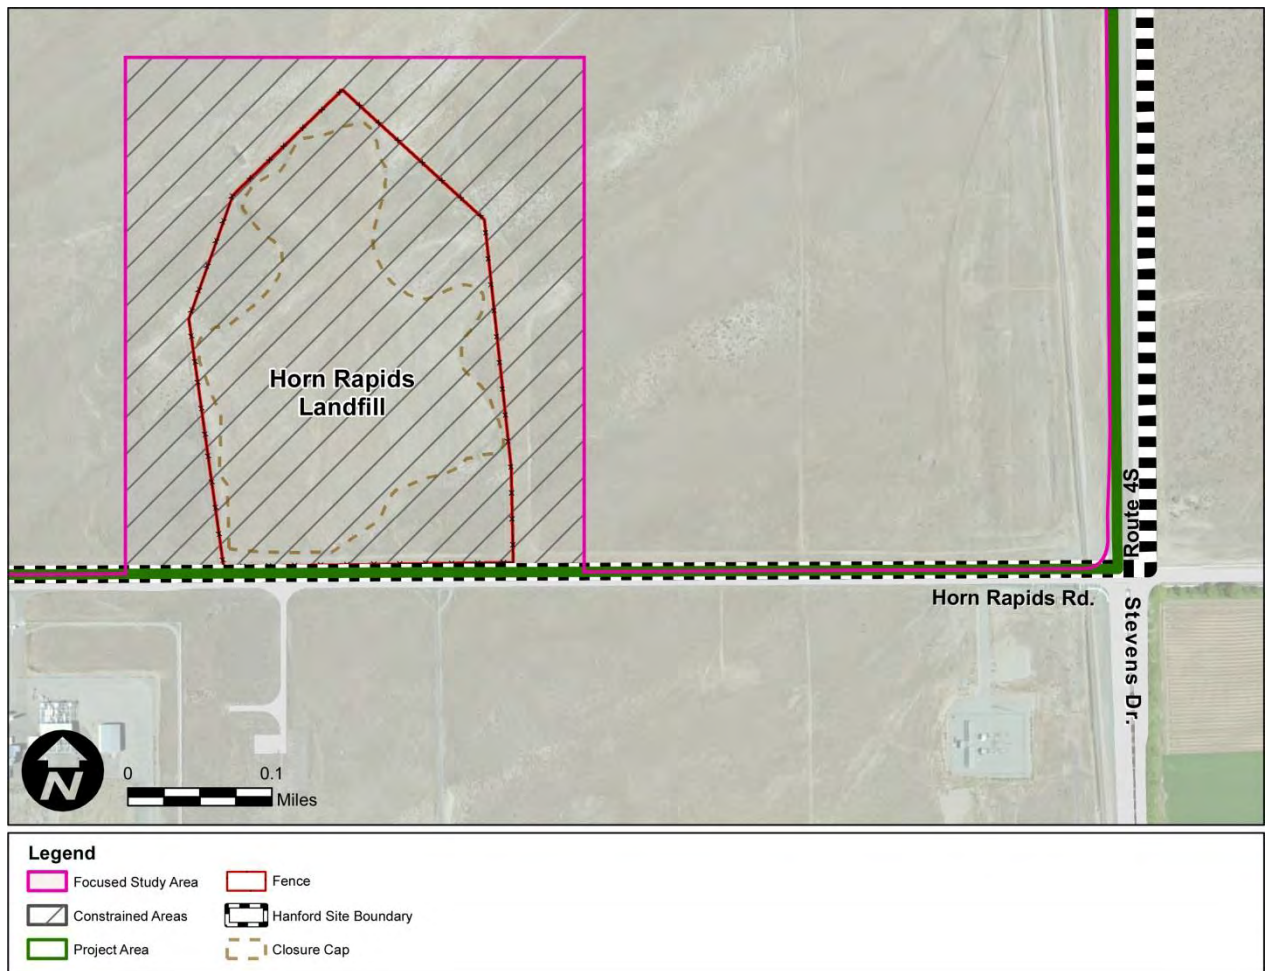 Horn Rapids
Landfill
Route 4S
Horn Rapids Rd.
Stevens Dr.
N
0 0.1
Miles
Legend
Focused Study Area
Fence
Constrained Areas
Hanford Site Boundary
Project Area
Closure Cap